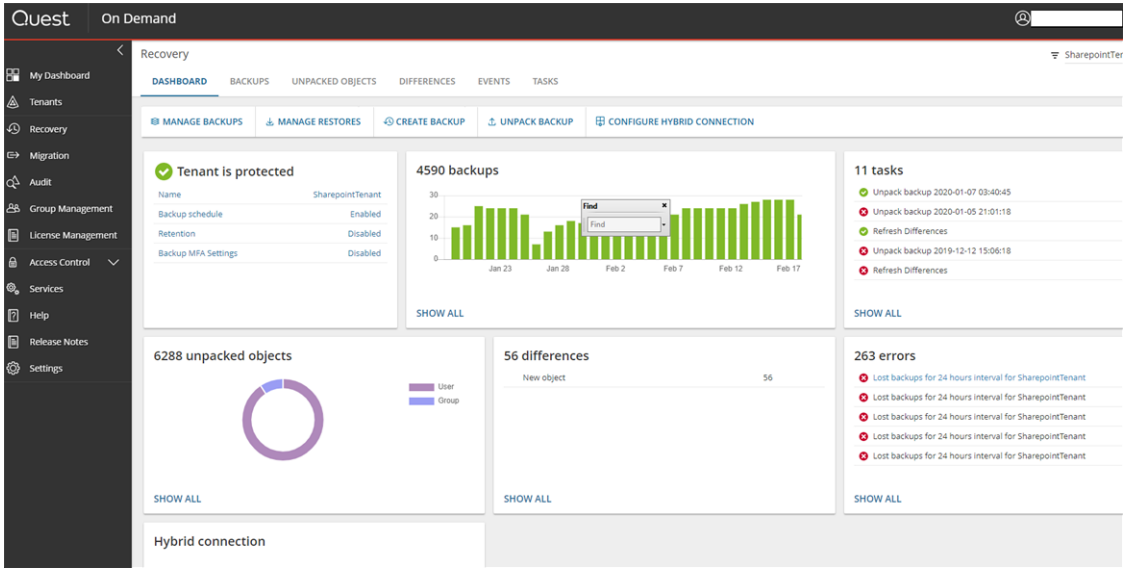 Quest On Demand
My Dashboard
Tenants
Recovery
Migration
Audit
Group Management
License Management
Access Control
Services
Help
Release Notes
Settings
Recovery
SharepointTer
DASHBOARD BACKUPS UNPACKED OBJECTS DIFFERENCES EVENTS TASKS
MANAGE BACKUPS MANAGE RESTORES CREATE BACKUP UNPACK BACKUP CONFIGURE HYBRID CONNECTION
Tenant is protected
Name SharepointTenant
Backup schedule Enabled
Retention Disabled
Backup MFA Settings Disabled
4590 backups
30
20
10
0
Find x
Find
Jan 23 Jan 28 Feb 2 Feb 7 Feb 12 Feb 17
SHOW ALL
11 tasks
Unpack backup 2020-01-07 03:40:45
Unpack backup 2020-01-05 21:01:18
Refresh Differences
Unpack backup 2019-12-12 15:06:18
Refresh Differences
SHOW ALL
6288 unpacked objects
User
Group
SHOW ALL
56 differences
New object 56
SHOW ALL
263 errors
Lost backups for 24 hours interval for SharepointTenant
Lost backups for 24 hours interval for SharepointTenant
Lost backups for 24 hours interval for SharepointTenant
Lost backups for 24 hours interval for SharepointTenant
Lost backups for 24 hours interval for SharepointTenant
SHOW ALL
Hybrid connection